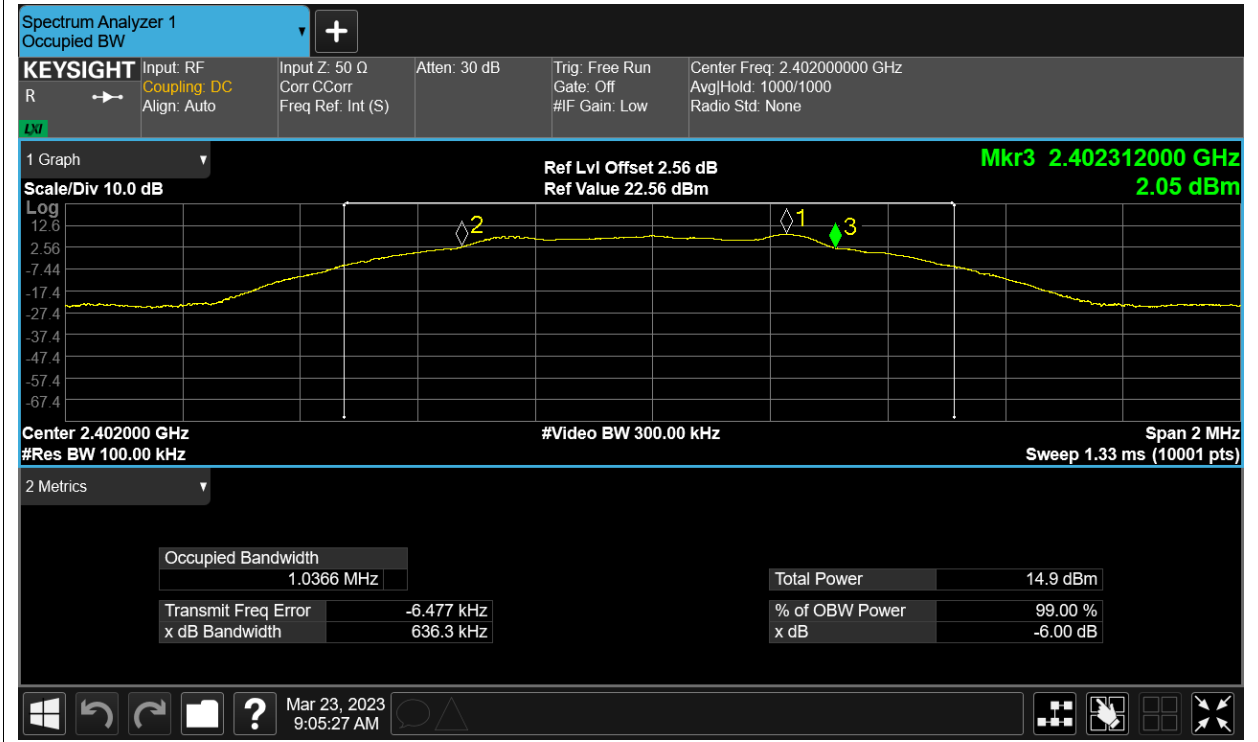 Spectrum Analyzer 1
Occupied BW
KEYSIGHT
R
LXI
Input: RF
Coupling: DC
Align: Auto
Input Z: 50 Ω
Corr CCorr
Freq Ref: Int (S)
Atten: 30 dB
Trig: Free Run
Gate: Off
#IF Gain: Low
Center Freq: 2.402000000 GHz
Avg|Hold: 1000/1000
Radio Std: None
1 Graph
Scale/Div 10.0 dB
Ref Lvl Offset 2.56 dB
Ref Value 22.56 dBm
Mkr3 2.402312000 GHz
2.05 dBm
Log
12.6
2.56
-7.44
-17.4
-27.4
-37.4
-47.4
-57.4
-67.4
2
1
3
Center 2.402000 GHz
#Res BW 100.00 kHz
#Video BW 300.00 kHz
Span 2 MHz
Sweep 1.33 ms (10001 pts)
2 Metrics
Occupied Bandwidth
1.0366 MHz
Transmit Freq Error -6.477 kHz
x dB Bandwidth 636.3 kHz
Total Power 14.9 dBm
% of OBW Power 99.00 %
x dB -6.00 dB
?
Mar 23, 2023
9:05:27 AM